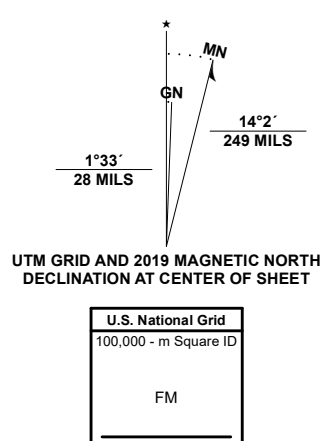 ★
MN
GN
14°2´
249 MILS
1°33´
28 MILS
UTM GRID AND 2019 MAGNETIC NORTH
DECLINATION AT CENTER OF SHEET
U.S. National Grid
100,000 - m Square ID
FM